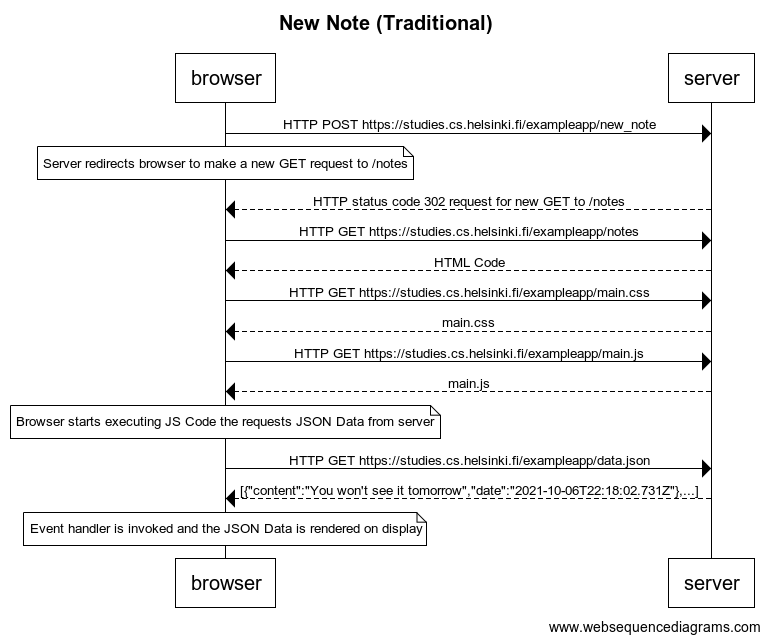 New Note (Traditional)
browser
server
HTTP POST https://studies.cs.helsinki.fi/exampleapp/new_note
Server redirects browser to make a new GET request to /notes
HTTP status code 302 request for new GET to /notes
HTTP GET https://studies.cs.helsinki.fi/exampleapp/notes
HTML Code
HTTP GET https://studies.cs.helsinki.fi/exampleapp/main.css
main.css
HTTP GET https://studies.cs.helsinki.fi/exampleapp/main.js
main.js
Browser starts executing JS Code the requests JSON Data from server
HTTP GET https://studies.cs.helsinki.fi/exampleapp/data.json
[{"content":"You won't see it tomorrow","date":"2021-10-06T22:18:02.731Z"},...]
Event handler is invoked and the JSON Data is rendered on display
browser
server
www.websequencediagrams.com